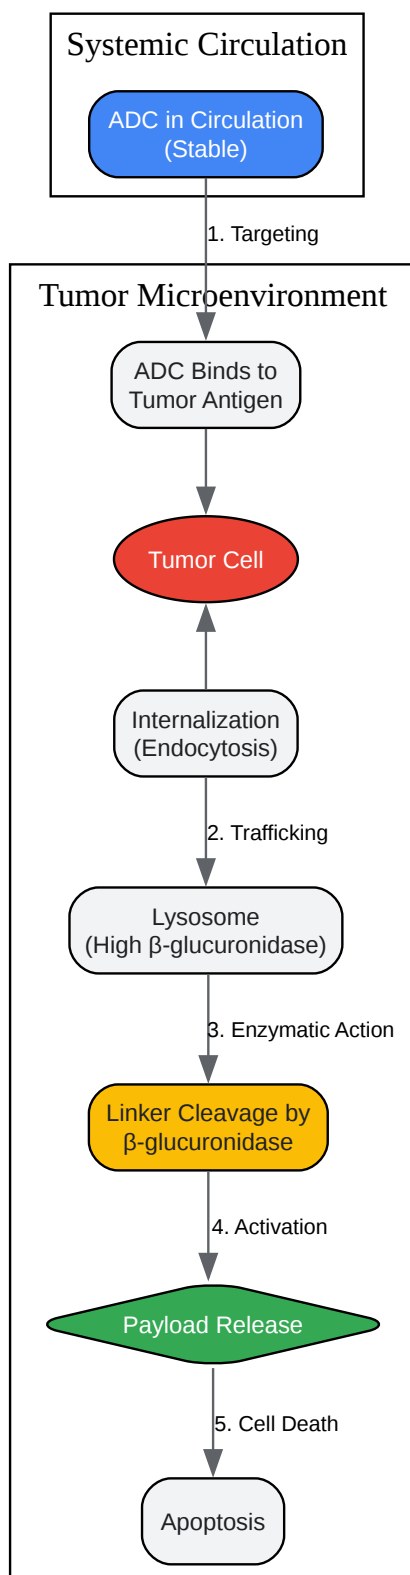 Systemic Circulation
ADC in Circulation
(Stable)
1. Targeting
Tumor Microenvironment
ADC Binds to
Tumor Antigen
Tumor Cell
Internalization
(Endocytosis)
2. Trafficking
Lysosome
(High β-glucuronidase)
3. Enzymatic Action
Linker Cleavage by
β-glucuronidase
4. Activation
Payload Release
5. Cell Death
Apoptosis